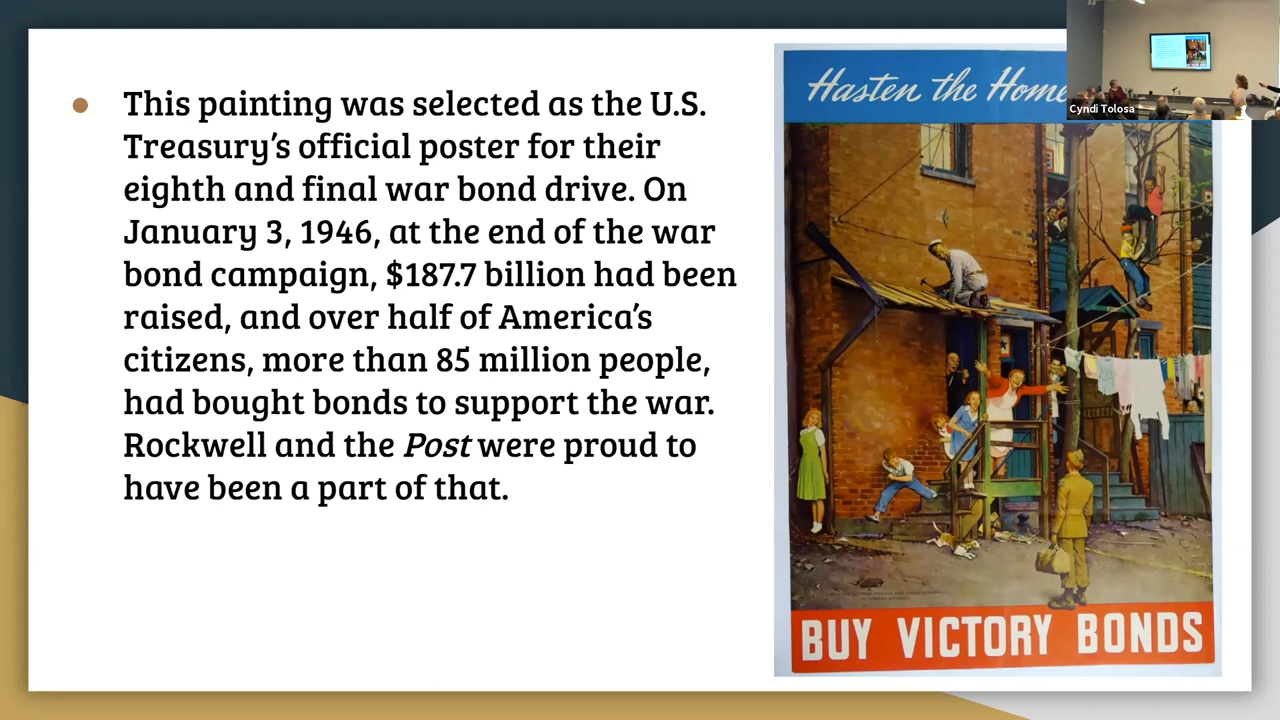 This painting was selected as the U.S.
Treasury's official poster for their
eighth and final war bond drive. On
January 3, 1946, at the end of the war
bond campaign, $187.7 billion had been
raised, and over half of America's
citizens, more than 85 million people,
had bought bonds to support the war.
Rockwell and the Post were proud to
have been a part of that.
Hasten the Home
Cyndi Tolosa
BUY VICTORY BONDS